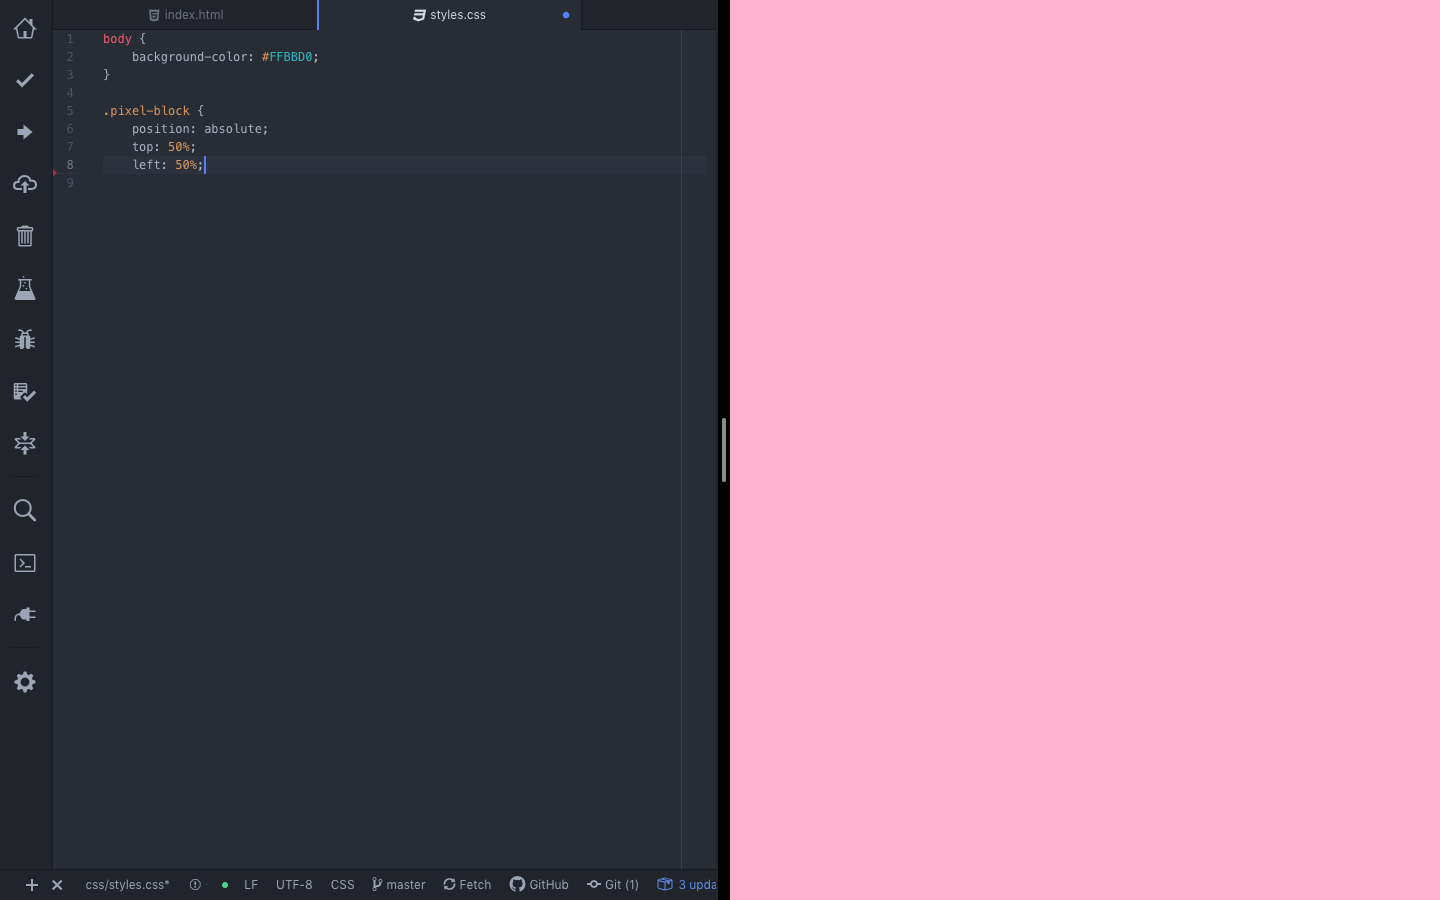 index.html
styles.css
1 body {
2 background-color: #FFBBD0;
3 }
4
5 .pixel-block {
6 position: absolute;
7 top: 50%;
8 left: 50%;
9
css/styles.css* LF UTF-8 CSS master Fetch GitHub Git (1) 3 upda